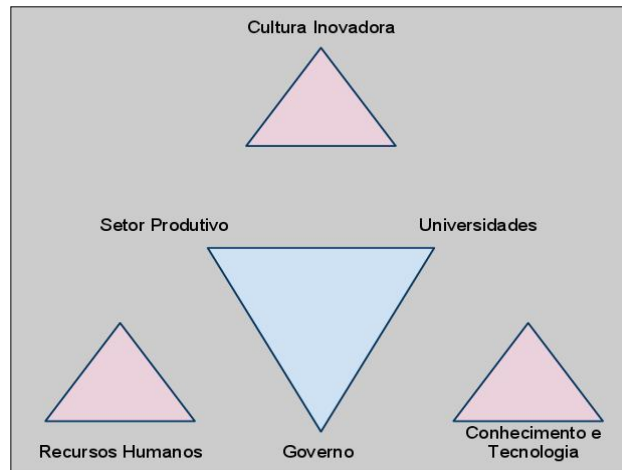 Cultura Inovadora
Setor Produtivo
Universidades
Recursos Humanos
Governo
Conhecimento e
Tecnologia